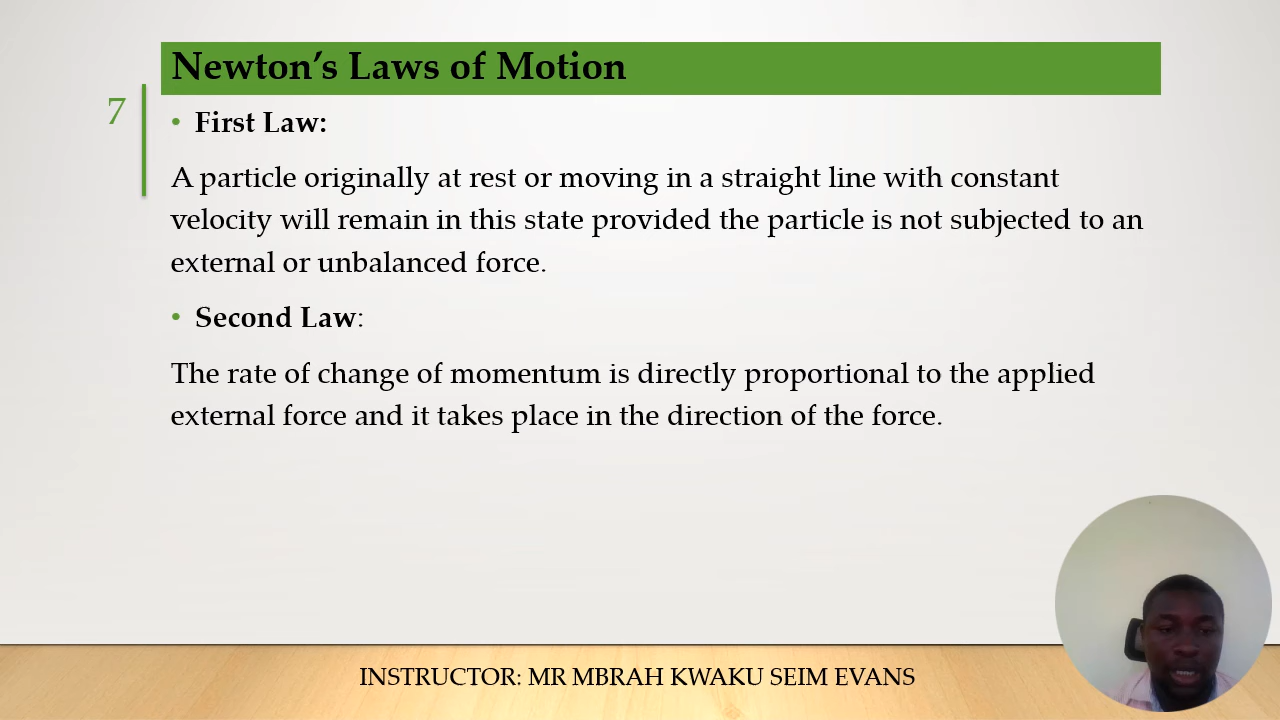 Newton’s Laws of Motion
7
• First Law:
A particle originally at rest or moving in a straight line with constant
velocity will remain in this state provided the particle is not subjected to an
external or unbalanced force.
• Second Law:
The rate of change of momentum is directly proportional to the applied
external force and it takes place in the direction of the force.
INSTRUCTOR: MR MBRAH KWAKU SEIM EVANS